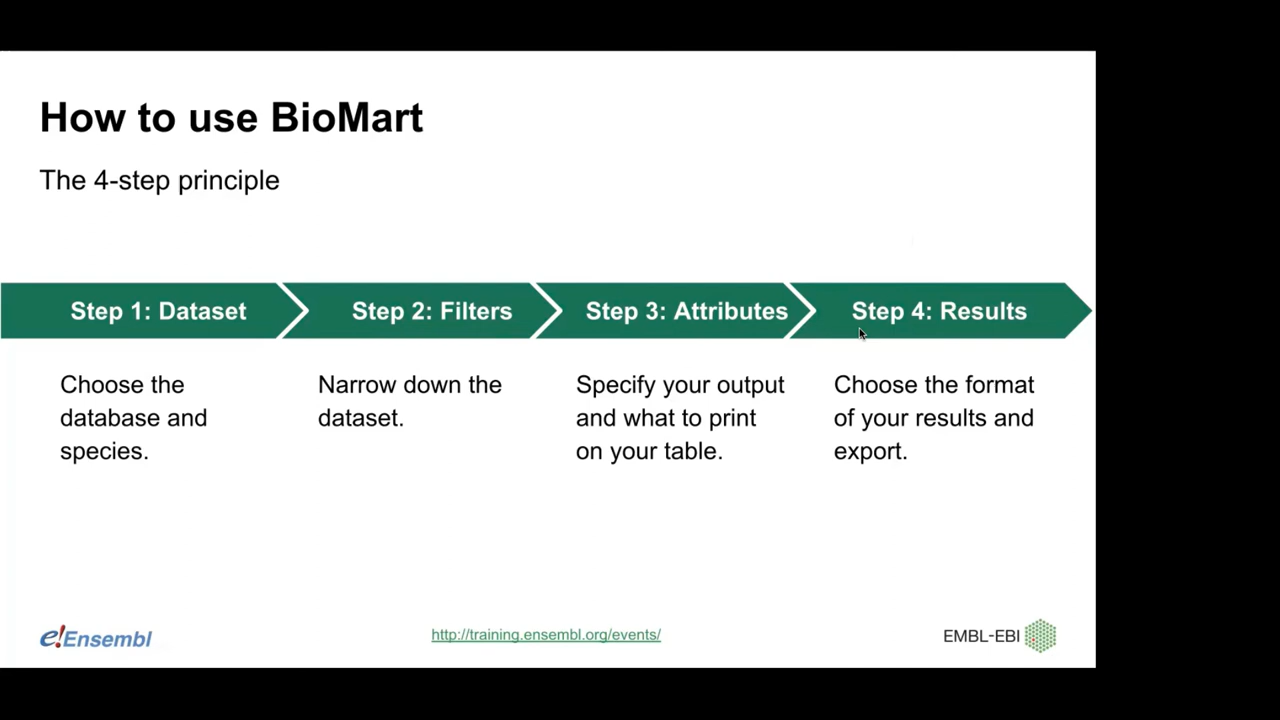 How to use BioMart
The 4-step principle
Step 1: Dataset
Step 2: Filters
Step 3: Attributes
Step 4: Results
Choose the
database and
species.
Narrow down the
dataset.
Specify your output
and what to print
on your table.
Choose the format
of your results and
export.
e!Ensembl
http://training.ensembl.org/events/
EMBL-EBI